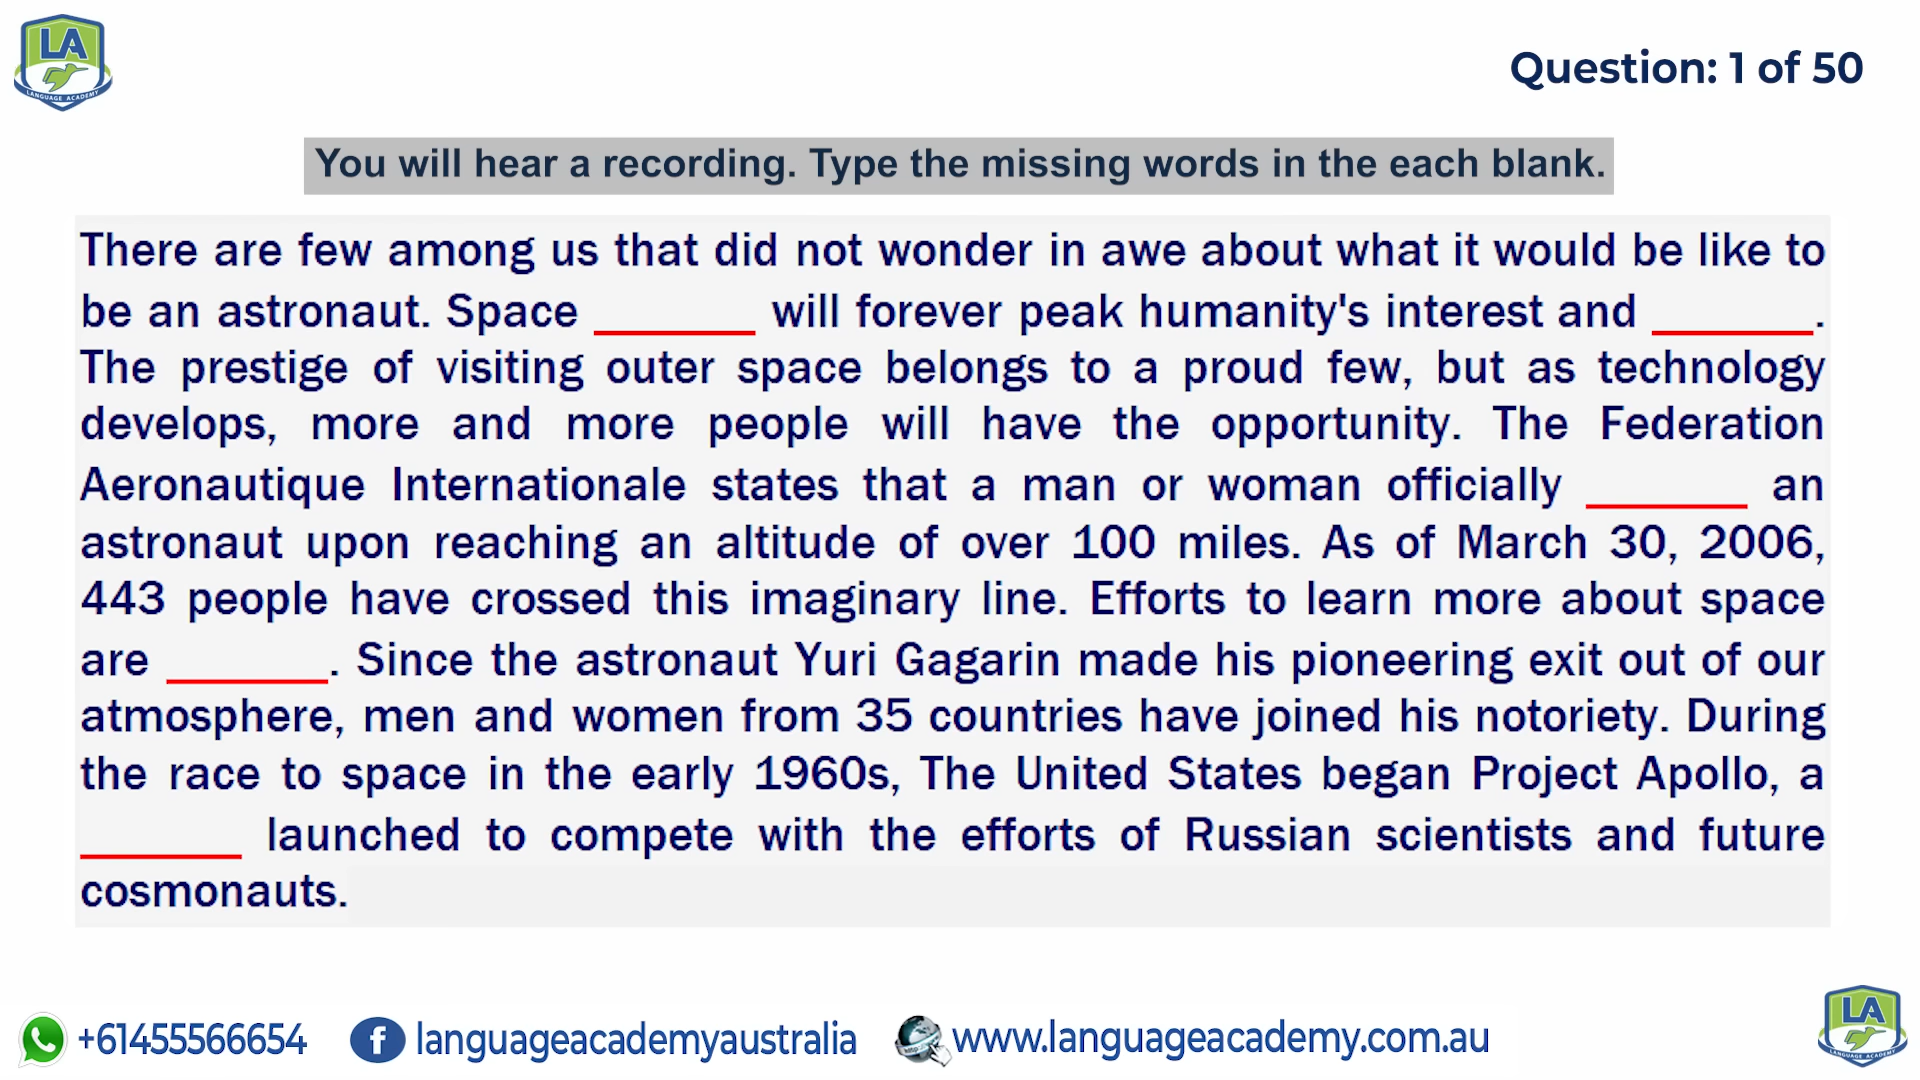 LA
LANGUAGE ACADEMY
Question: 1 of 50
You will hear a recording. Type the missing words in the each blank.
There are few among us that did not wonder in awe about what it would be like to
be an astronaut. Space ______ will forever peak humanity's interest and ______.
The prestige of visiting outer space belongs to a proud few, but as technology
develops, more and more people will have the opportunity. The Federation
Aeronautique Internationale states that a man or woman officially ______ an
astronaut upon reaching an altitude of over 100 miles. As of March 30, 2006,
443 people have crossed this imaginary line. Efforts to learn more about space
are ______. Since the astronaut Yuri Gagarin made his pioneering exit out of our
atmosphere, men and women from 35 countries have joined his notoriety. During
the race to space in the early 1960s, The United States began Project Apollo, a
______ launched to compete with the efforts of Russian scientists and future
cosmonauts.
+61455566654
f languageacademyaustralia
http www.languageacademy.com.au
LA
LANGUAGE ACADEMY